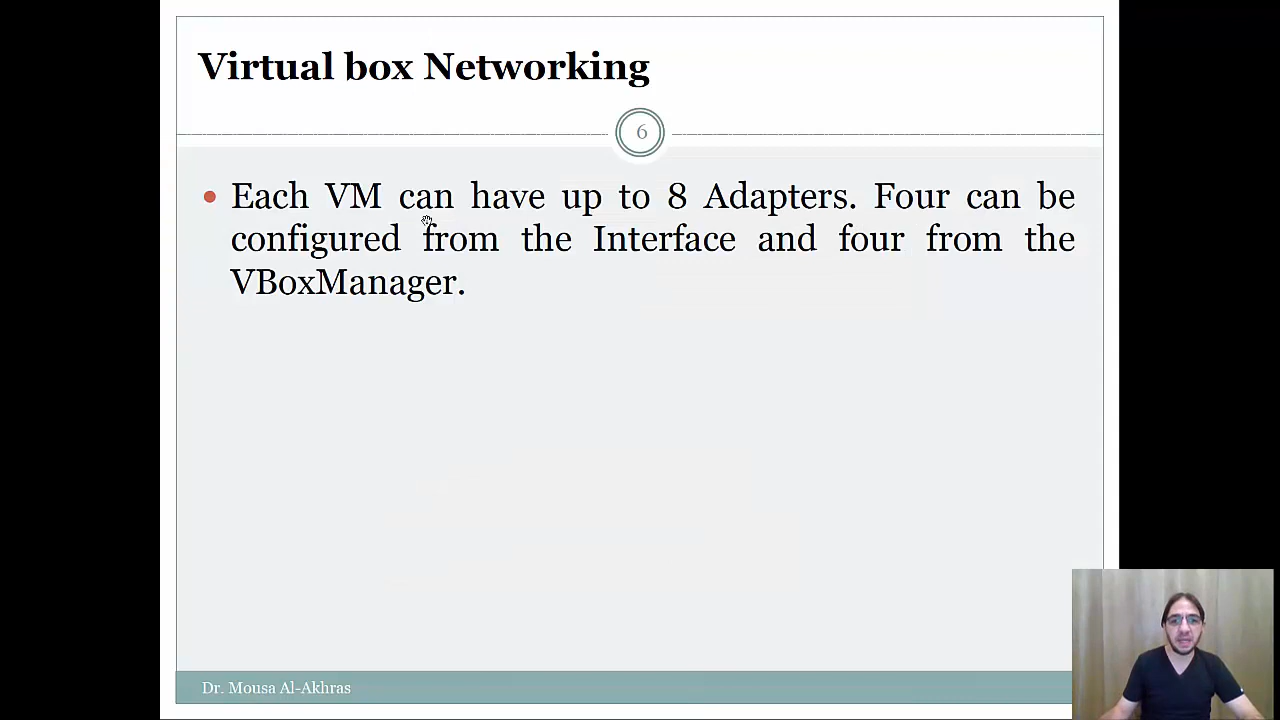 Virtual box Networking
6
Each VM can have up to 8 Adapters. Four can be
configured from the Interface and four from the
VBoxManager.
Dr. Mousa Al-Akhras